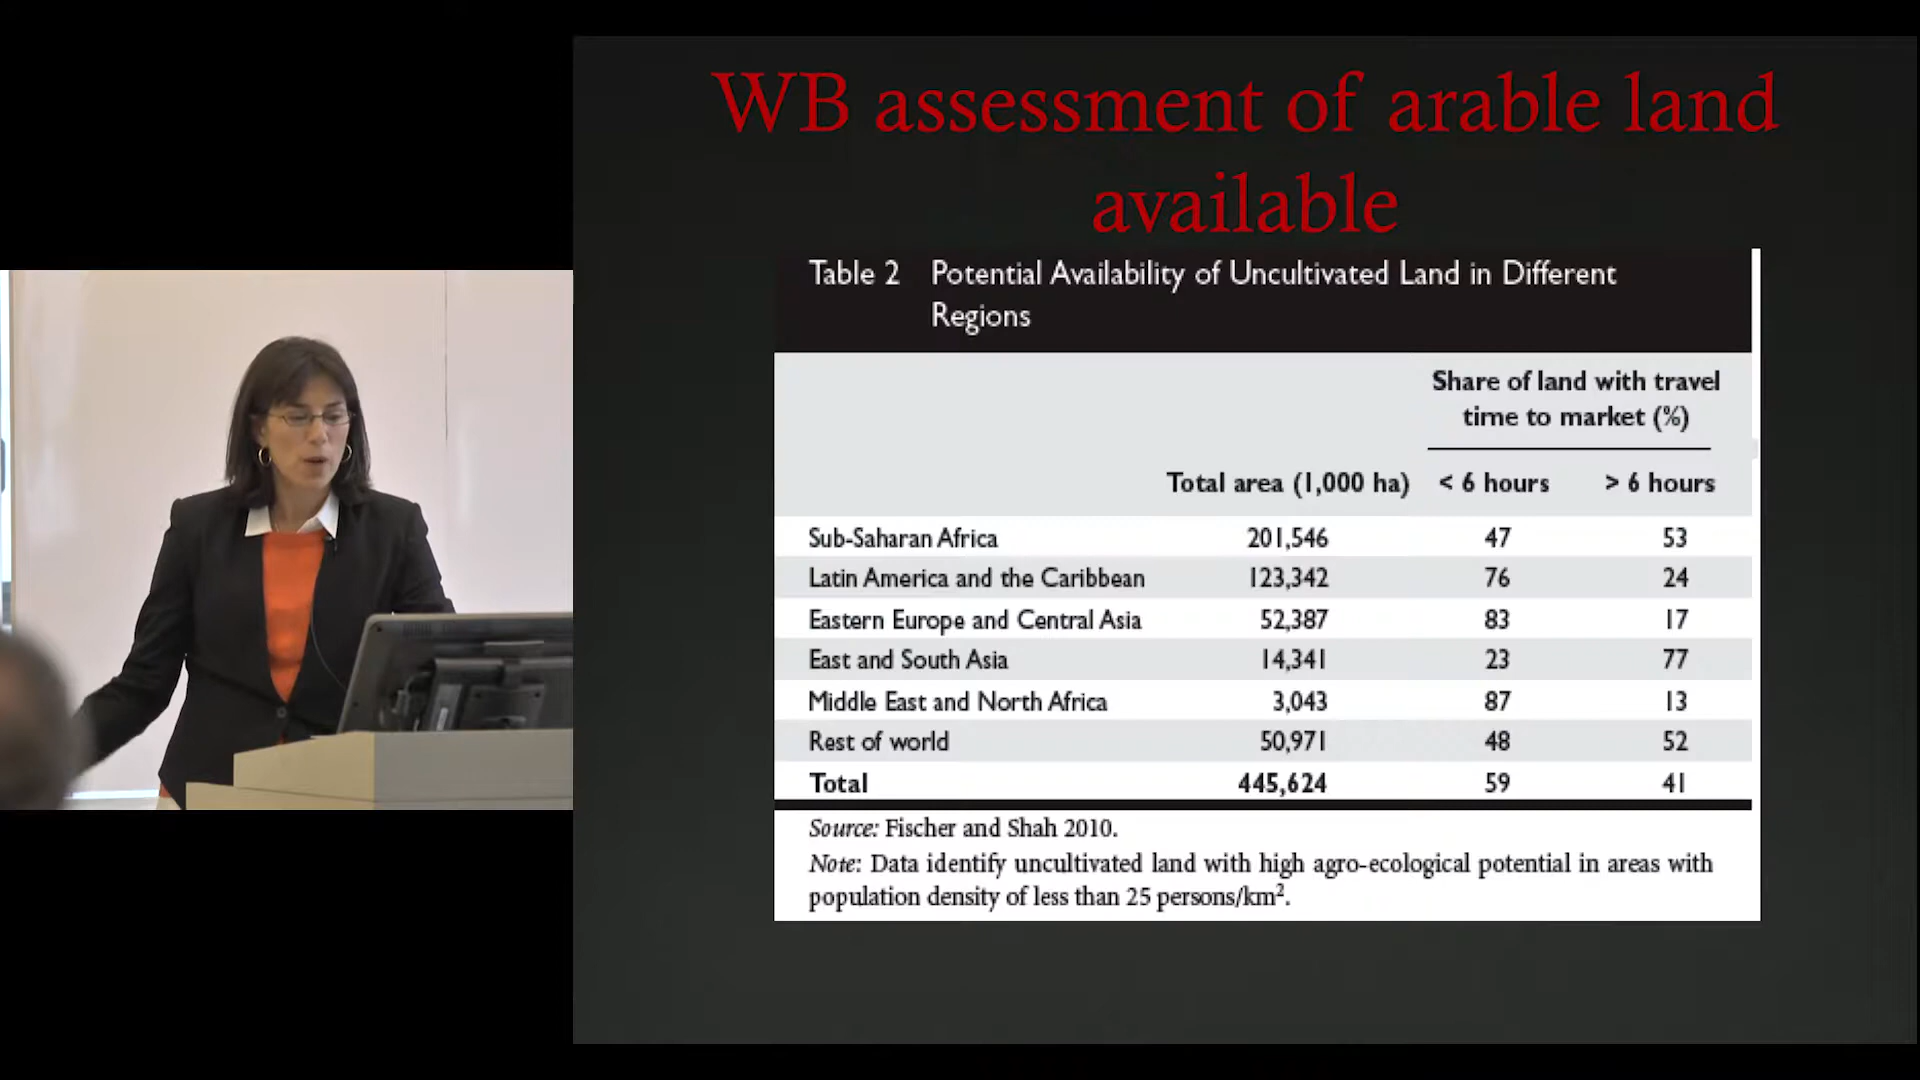 WB assessment of arable land
available
Table 2 Potential Availability of Uncultivated Land in Different
Regions
Share of land with travel
time to market (%)
Total area (1,000 ha) < 6 hours > 6 hours
Sub-Saharan Africa 201,546 47 53
Latin America and the Caribbean 123,342 76 24
Eastern Europe and Central Asia 52,387 83 17
East and South Asia 14,341 23 77
Middle East and North Africa 3,043 87 13
Rest of world 50,971 48 52
Total 445,624 59 41
Source: Fischer and Shah 2010.
Note: Data identify uncultivated land with high agro-ecological potential in areas with
population density of less than 25 persons/km².